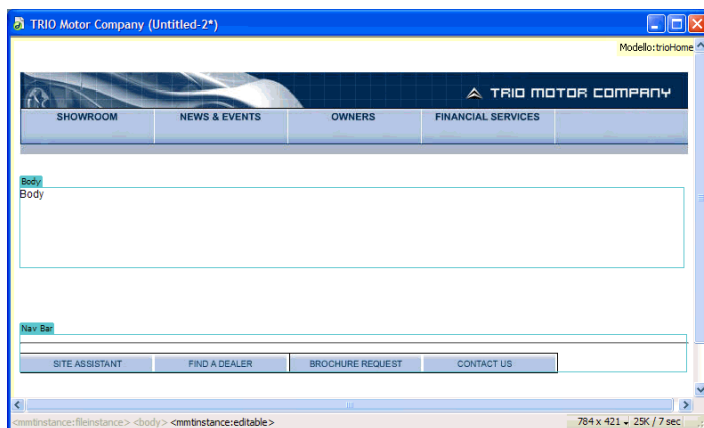 TRIO Motor Company (Untitled-2*)
Modello:trioHome
TRIO MOTOR COMPANY
SHOWROOM NEWS & EVENTS OWNERS FINANCIAL SERVICES
Body
Body
Nav Bar
SITE ASSISTANT FIND A DEALER BROCHURE REQUEST CONTACT US
<mmtinstance:fileinstance> <body> <mmtinstance:editable> 784 x 421 25K / 7 sec